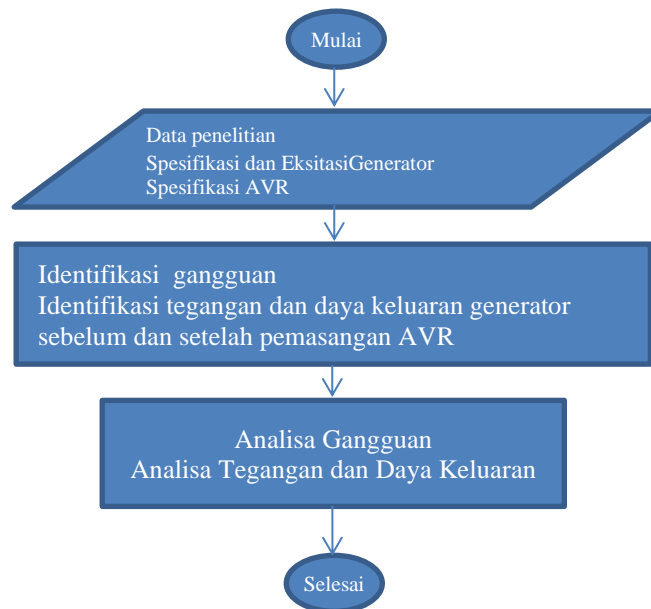 Mulai
Data penelitian
Spesifikasi dan EksitasiGenerator
Spesifikasi AVR
Identifikasi gangguan
Identifikasi tegangan dan daya keluaran generator
sebelum dan setelah pemasangan AVR
Analisa Gangguan
Analisa Tegangan dan Daya Keluaran
Selesai